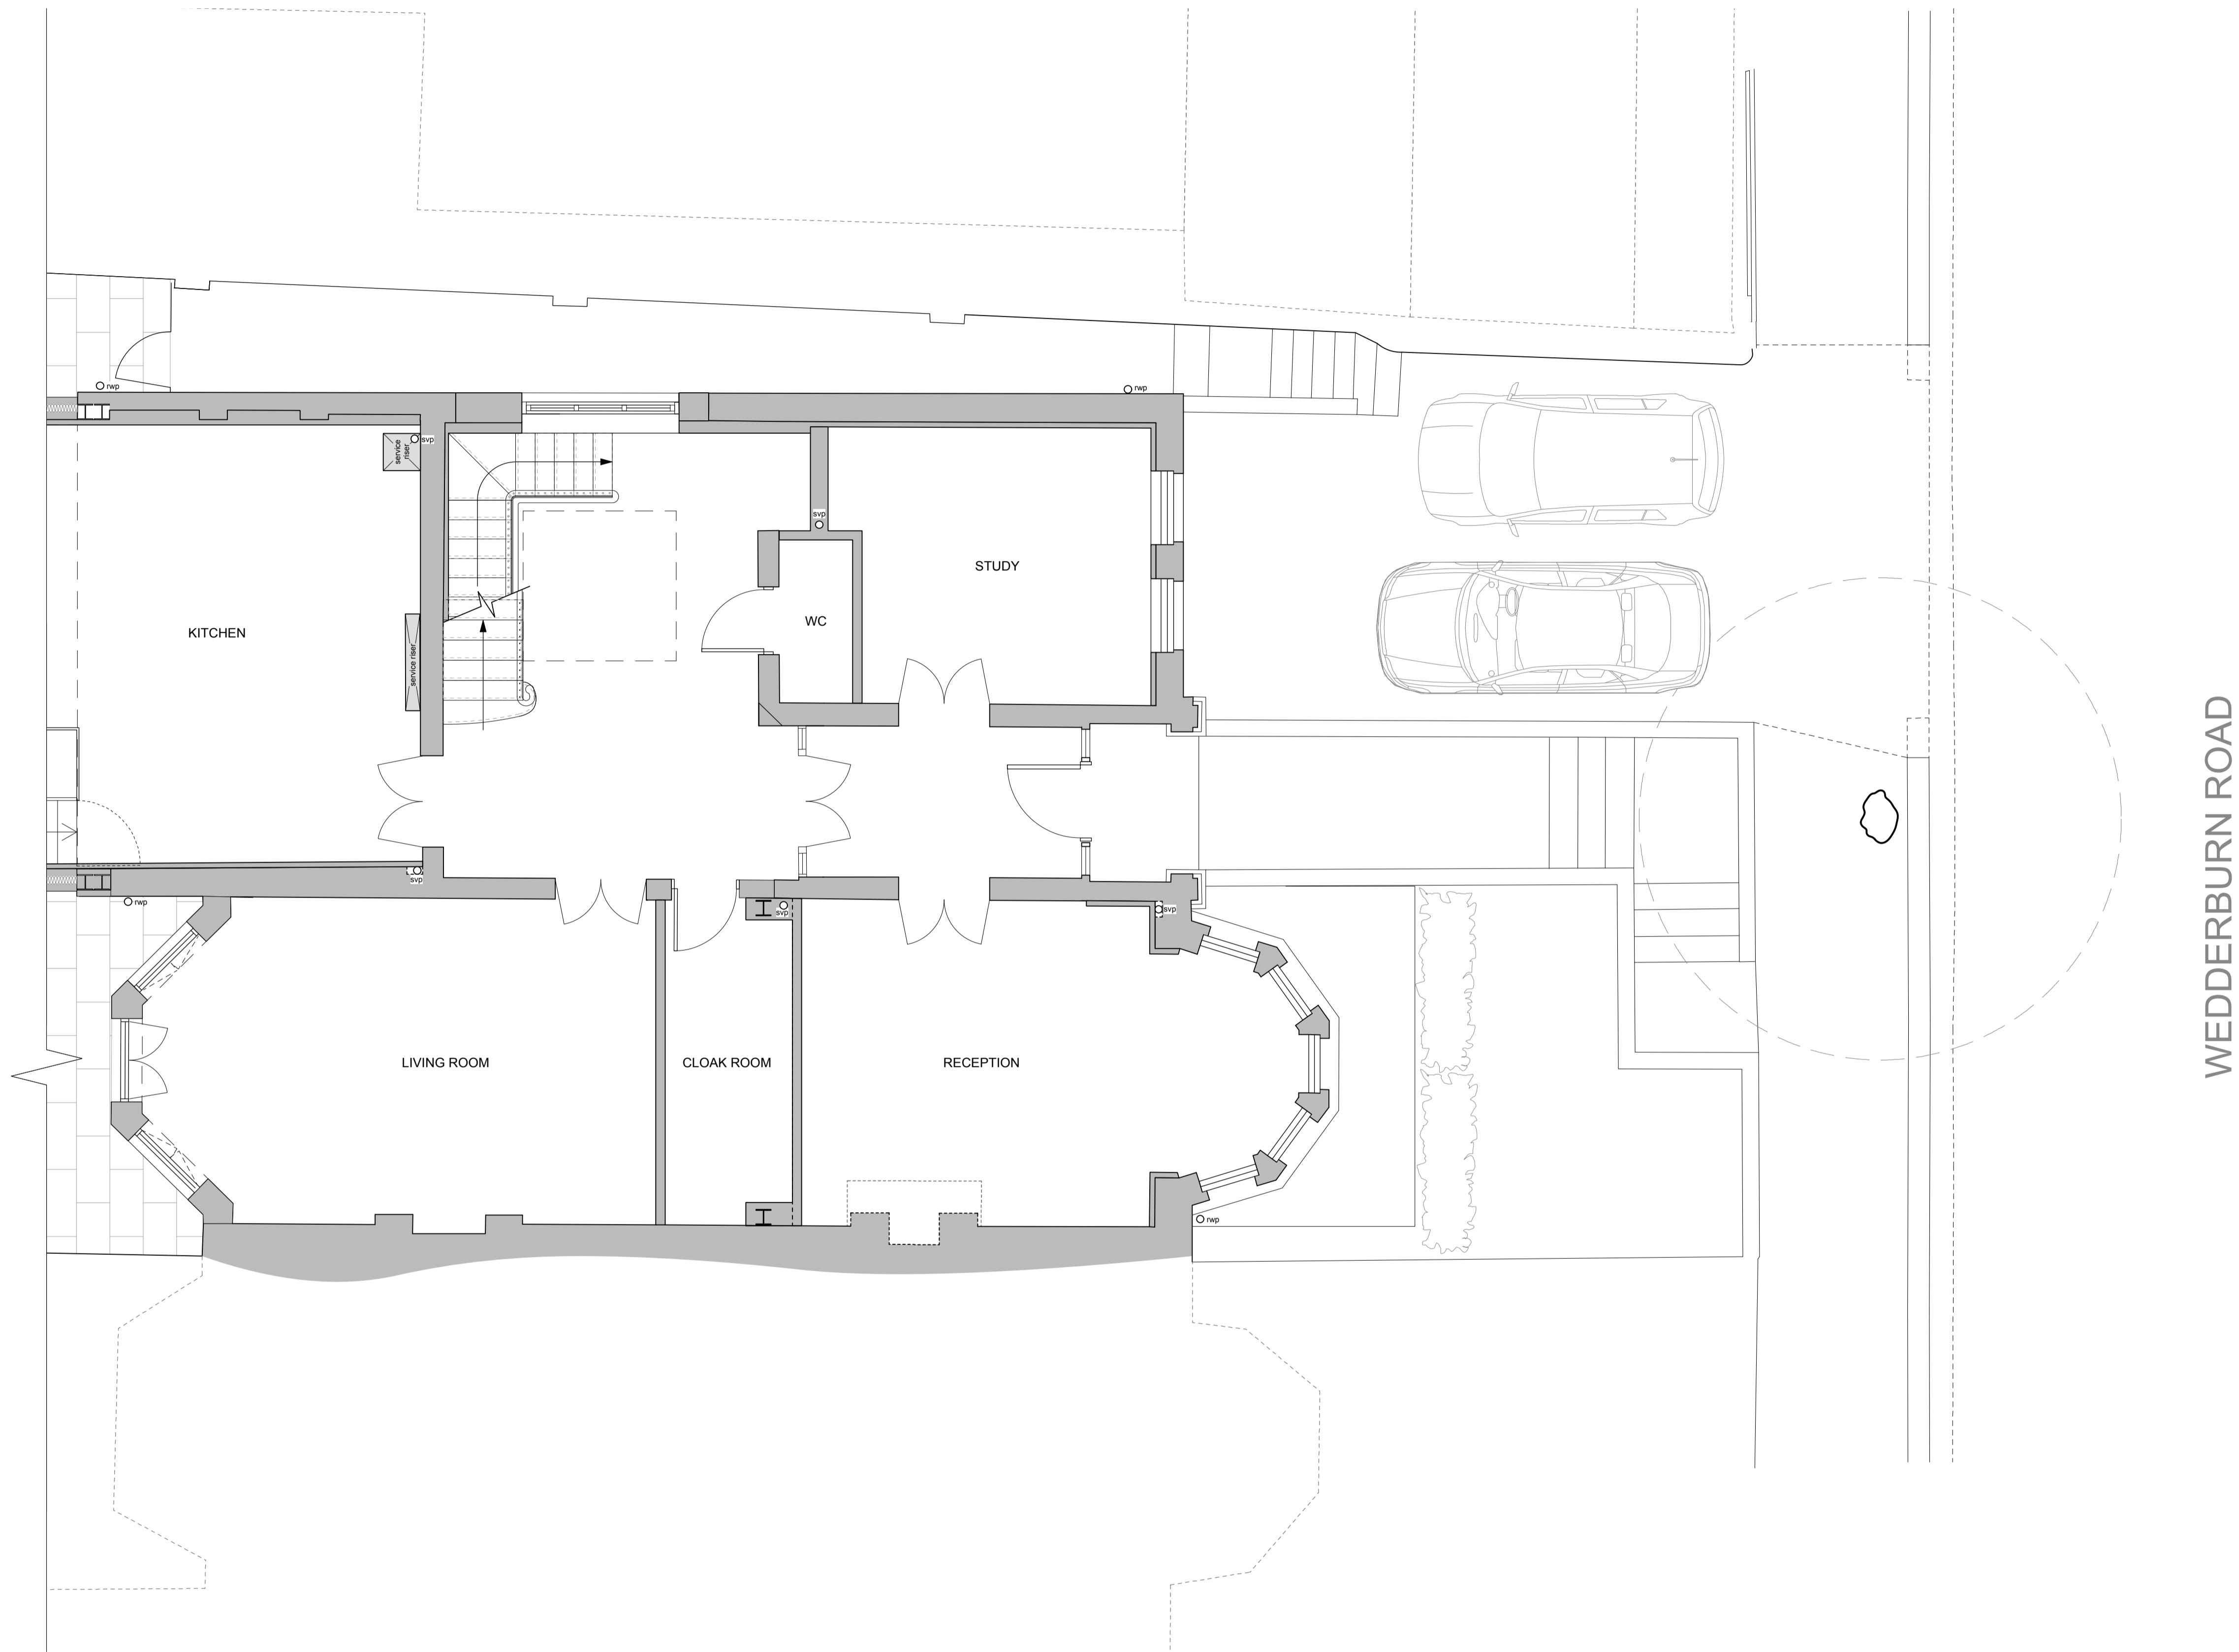 rwp
rwp
service
riser
svp
svp
STUDY
WC
KITCHEN
service riser
WEDDERBURN ROAD
svp
rwp
svp
svp
LIVING ROOM
CLOAK ROOM
RECEPTION
rwp